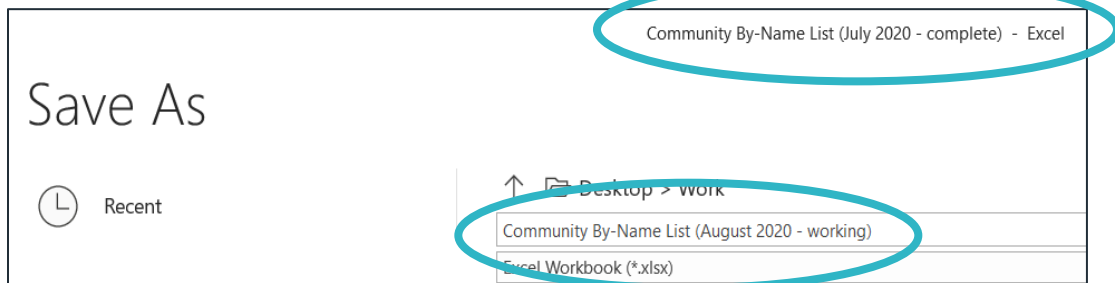 Community By-Name List (July 2020 - complete) - Excel
Save As
Recent
Desktop > Work
Community By-Name List (August 2020 - working)
Excel Workbook (*.xlsx)